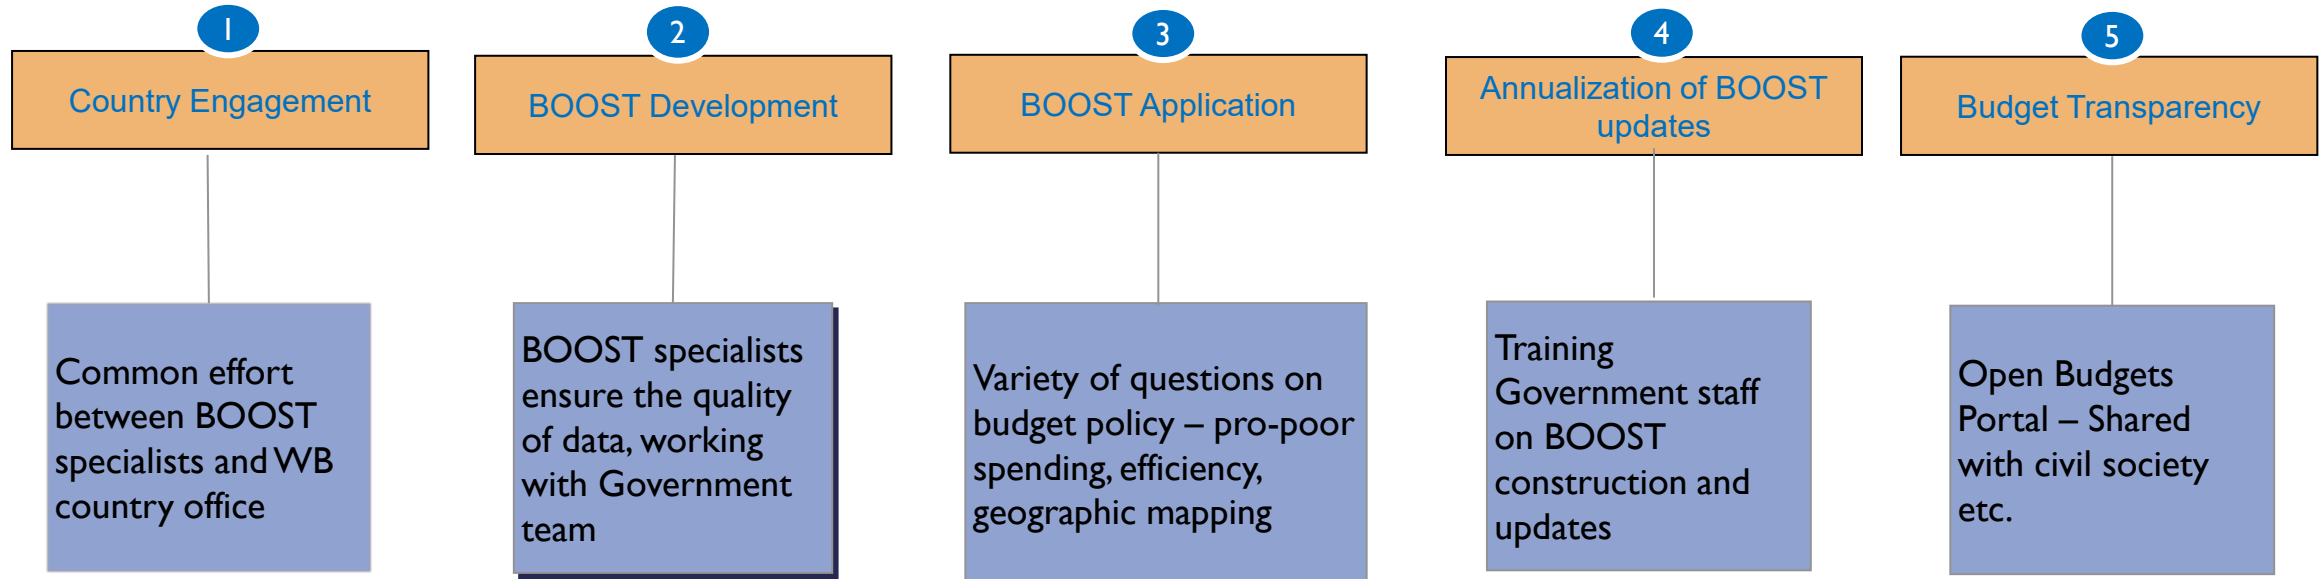 1
Country Engagement
Common effort
between BOOST
specialists and WB
country office
2
BOOST Development
BOOST specialists
ensure the quality
of data, working
with Government
team
3
BOOST Application
Variety of questions on
budget policy – pro-poor
spending, efficiency,
geographic mapping
4
Annualization of BOOST
updates
Training
Government staff
on BOOST
construction and
updates
5
Budget Transparency
Open Budgets
Portal – Shared
with civil society
etc.